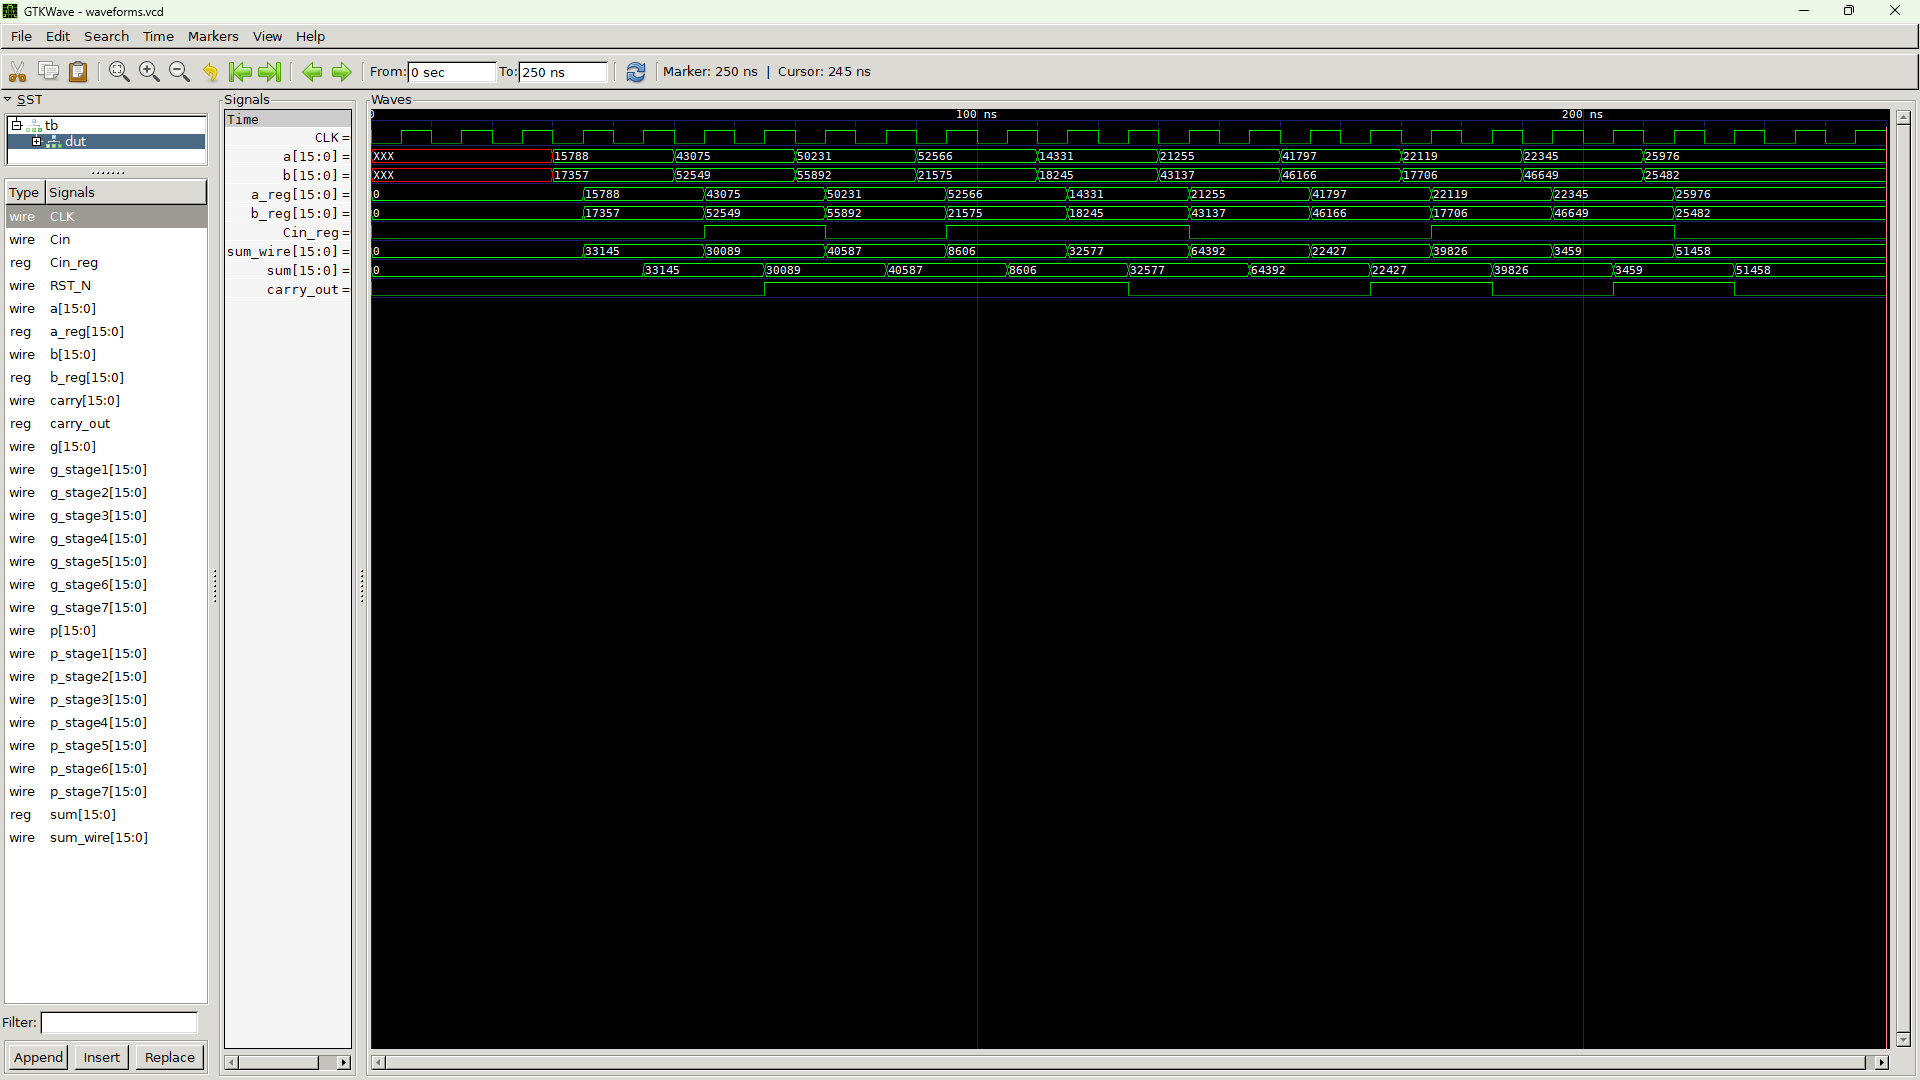 GTKWave - waveforms.vcd
File Edit Search Time Markers View Help
From: 0 sec To: 250 ns Marker: 250 ns | Cursor: 245 ns
SST
tb
dut
Type Signals
wire CLK
wire Cin
reg Cin_reg
wire RST_N
wire a[15:0]
reg a_reg[15:0]
wire b[15:0]
reg b_reg[15:0]
wire carry[15:0]
reg carry_out
wire g[15:0]
wire g_stage1[15:0]
wire g_stage2[15:0]
wire g_stage3[15:0]
wire g_stage4[15:0]
wire g_stage5[15:0]
wire g_stage6[15:0]
wire g_stage7[15:0]
wire p[15:0]
wire p_stage1[15:0]
wire p_stage2[15:0]
wire p_stage3[15:0]
wire p_stage4[15:0]
wire p_stage5[15:0]
wire p_stage6[15:0]
wire p_stage7[15:0]
reg sum[15:0]
wire sum_wire[15:0]
Filter:
Append Insert Replace
Signals
Time
CLK =
a[15:0] =
b[15:0] =
a_reg[15:0] =
b_reg[15:0] =
Cin_reg =
sum_wire[15:0] =
sum[15:0] =
carry_out =
Waves
0 100 ns 200 ns
XXX 15788 43075 50231 52566 14331 21255 41797 22119 22345 25976
XXX 17357 52549 55892 21575 18245 43137 46166 17706 46649 25482
0 15788 43075 50231 52566 14331 21255 41797 22119 22345 25976
0 17357 52549 55892 21575 18245 43137 46166 17706 46649 25482
0 33145 30089 40587 8606 32577 64392 22427 39826 3459 51458
0 33145 30089 40587 8606 32577 64392 22427 39826 3459 51458